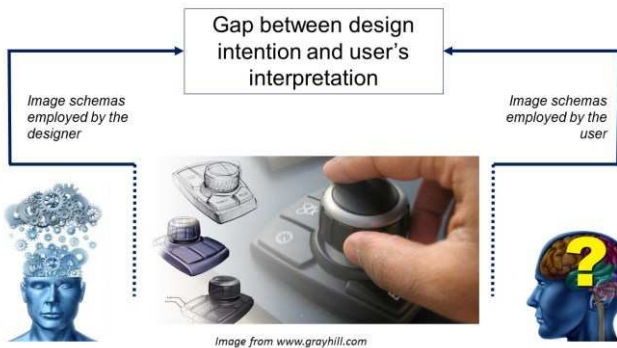 Gap between design
intention and user's
interpretation
Image schemas
employed by the
designer
Image schemas
employed by the
user
?
Image from www.grayhill.com